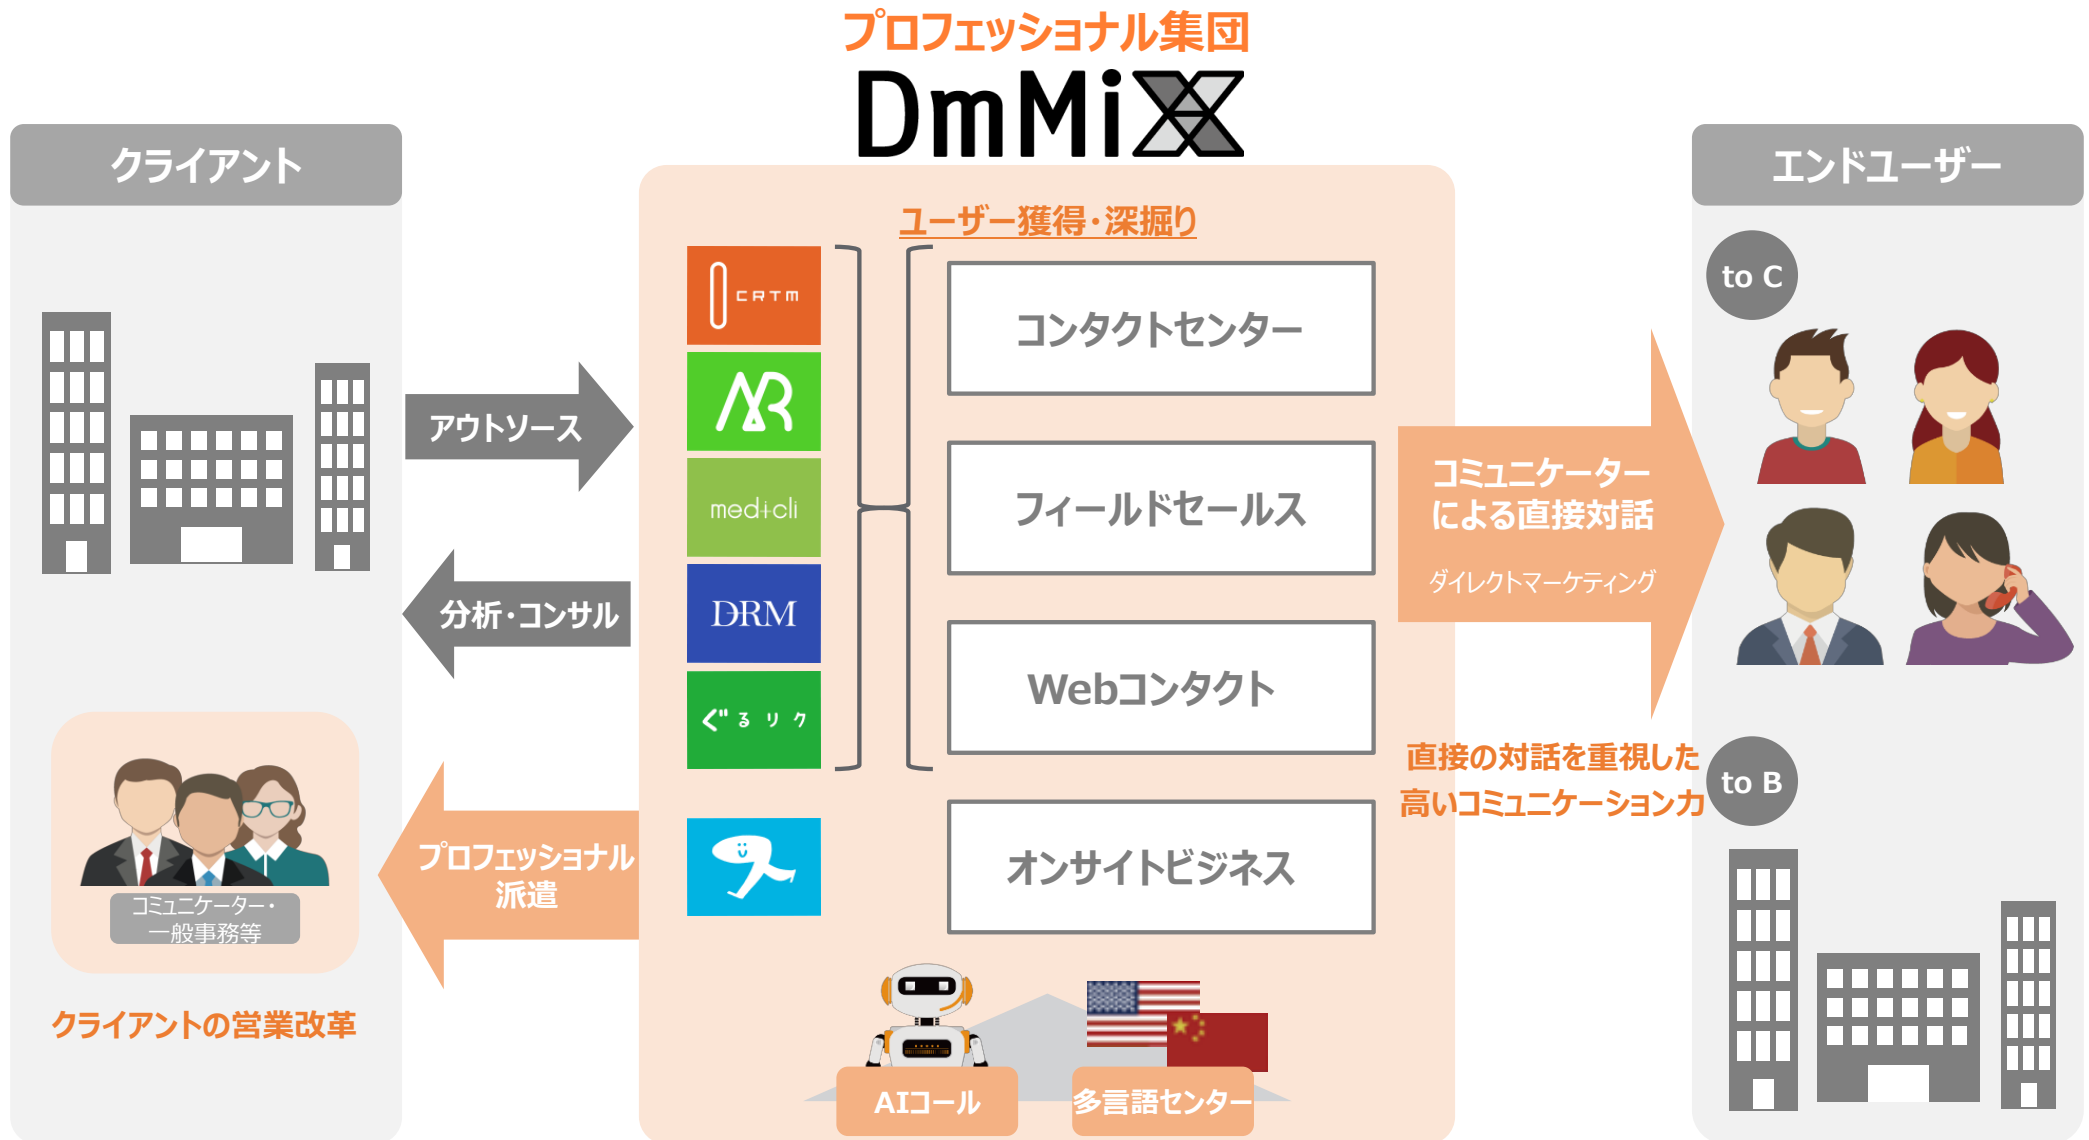 プロフェッショナル集団
DmMiX
クライアント
アウトソース
分析・コンサル
プロフェッショナル
派遣
コミュニケーター・
一般事務等
クライアントの営業改革
ユーザー獲得・深掘り
CRTM
AR
medicli
DRM
ぐるリク
コンタクトセンター
フィールドセールス
Webコンタクト
オンサイトビジネス
AIコール
多言語センター
コミュニケーター
による直接対話
ダイレクトマーケティング
直接の対話を重視した
高いコミュニケーション力
エンドユーザー
to C
to B